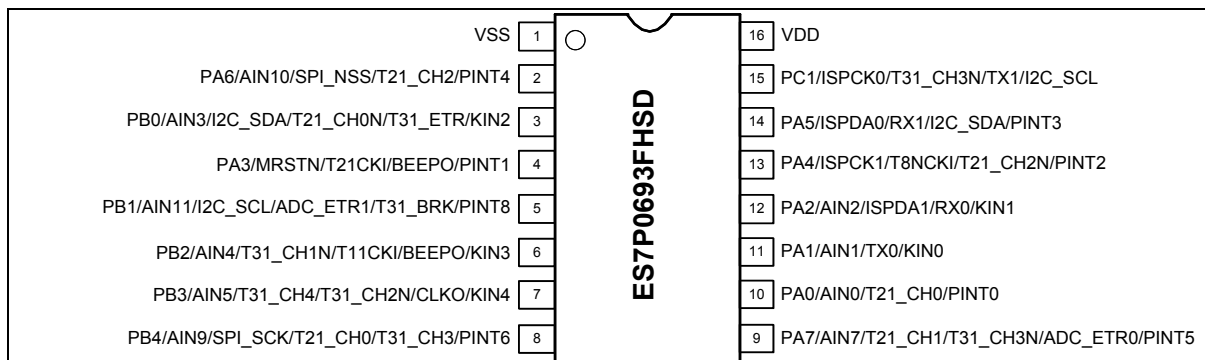 VSS 1 16 VDD
PA6/AIN10/SPI_NSS/T21_CH2/PINT4 2 15 PC1/ISPCK0/T31_CH3N/TX1/I2C_SCL
PB0/AIN3/I2C_SDA/T21_CH0N/T31_ETR/KIN2 3 14 PA5/ISPDA0/RX1/I2C_SDA/PINT3
PA3/MRSTN/T21CKI/BEEPO/PINT1 4 13 PA4/ISPCK1/T8NCKI/T21_CH2N/PINT2
PB1/AIN11/I2C_SCL/ADC_ETR1/T31_BRK/PINT8 5 12 PA2/AIN2/ISPDA1/RX0/KIN1
PB2/AIN4/T31_CH1N/T11CKI/BEEPO/KIN3 6 11 PA1/AIN1/TX0/KIN0
PB3/AIN5/T31_CH4/T31_CH2N/CLKO/KIN4 7 10 PA0/AIN0/T21_CH0/PINT0
PB4/AIN9/SPI_SCK/T21_CH0/T31_CH3/PINT6 8 9 PA7/AIN7/T21_CH1/T31_CH3N/ADC_ETR0/PINT5
ES7P0693FHSD